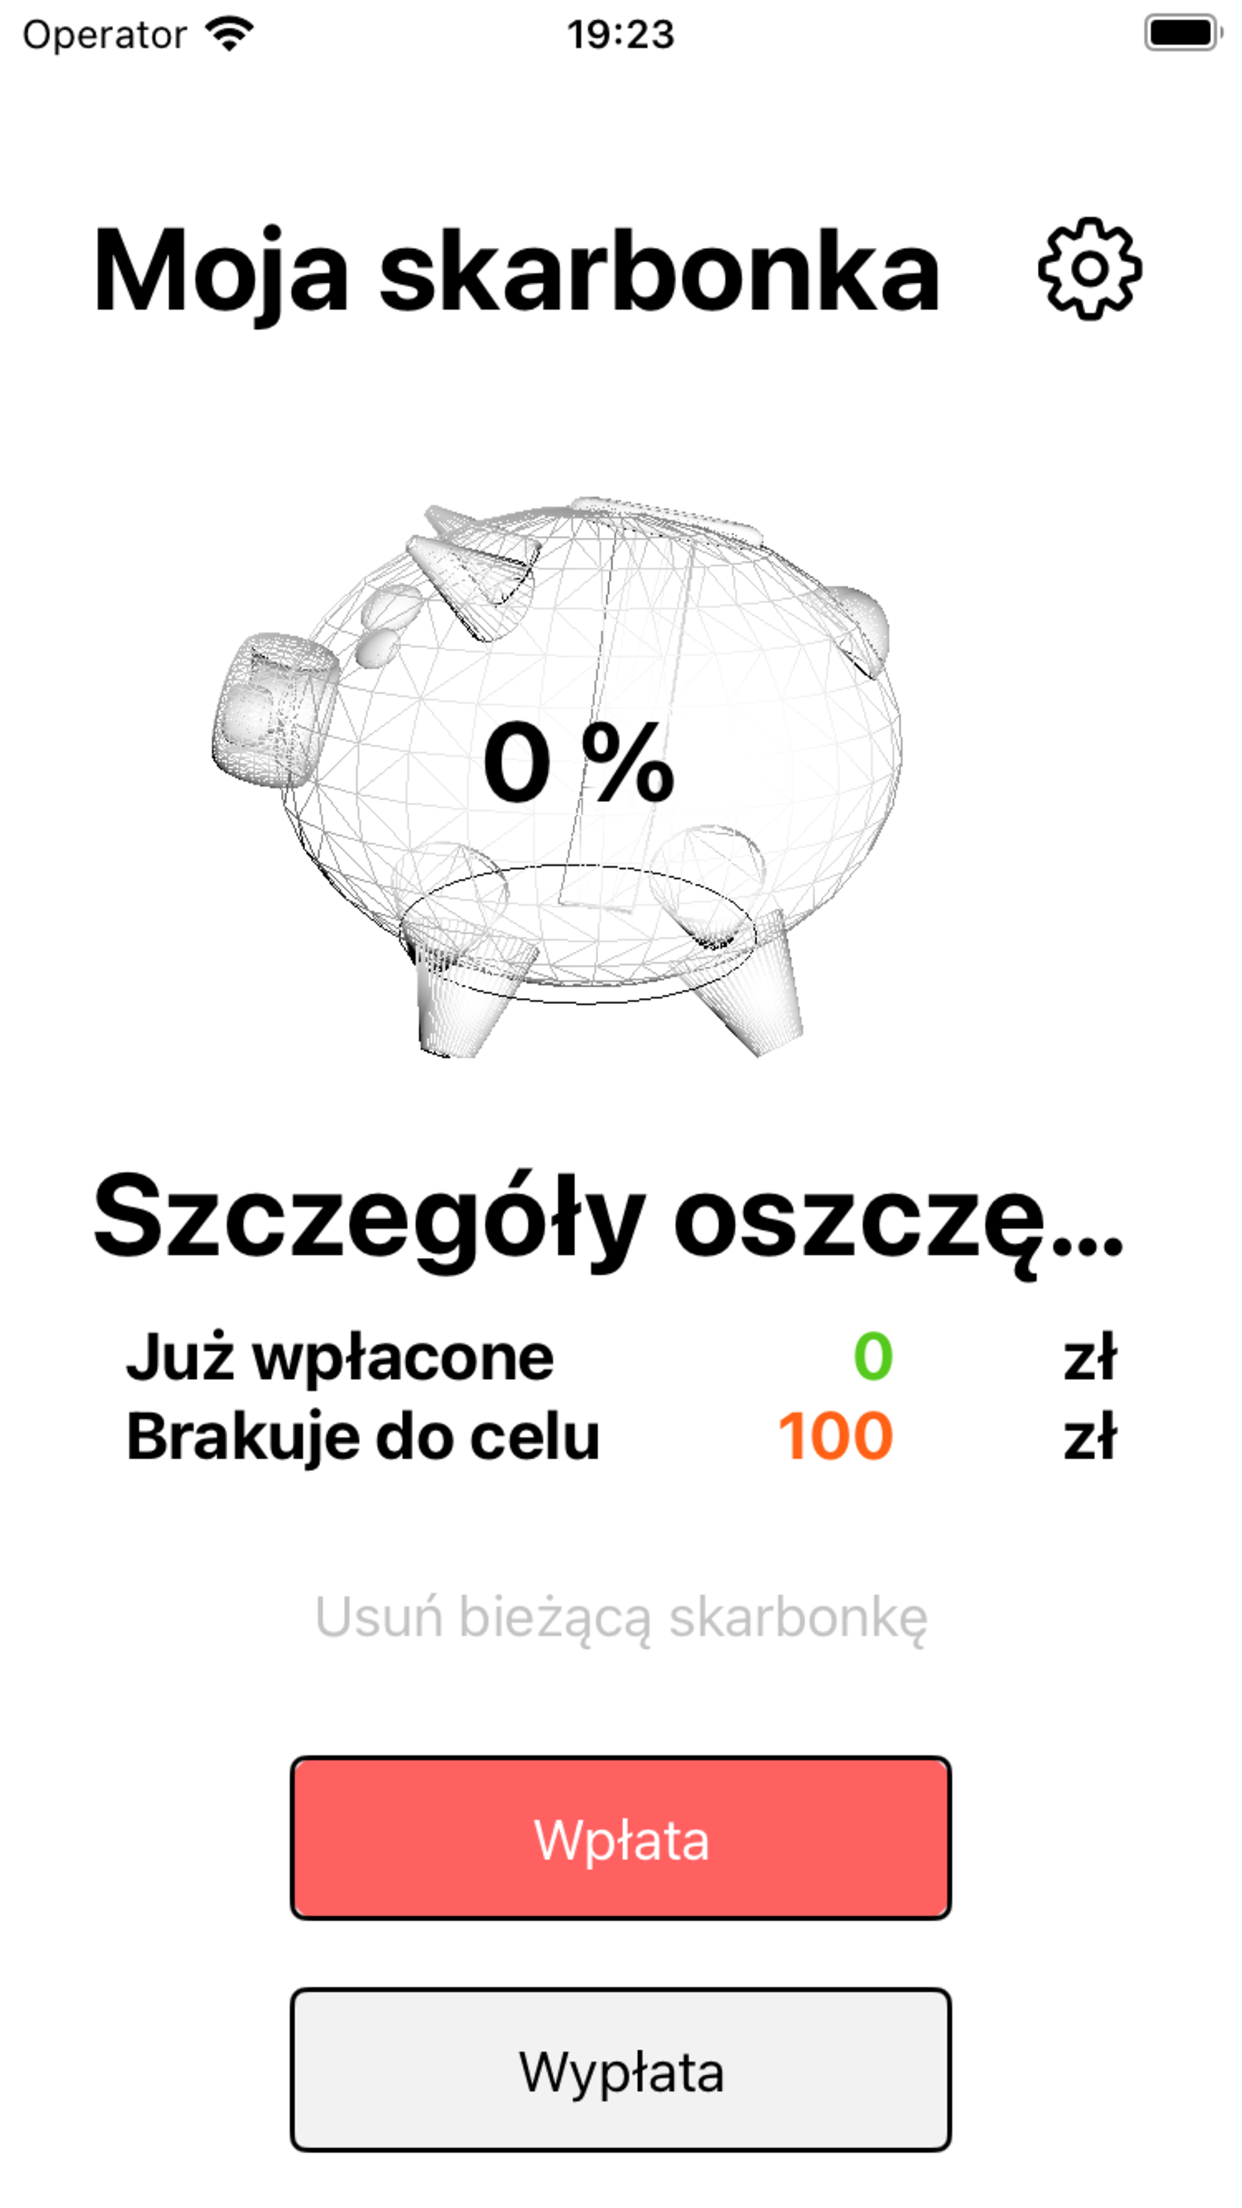 Operator 19:23
Moja skarbonka
0 %
Szczegóły oszczę...
Już wpłacone 0 zł
Brakuje do celu 100 zł
Usuń bieżącą skarbonkę
Wpłata
Wypłata